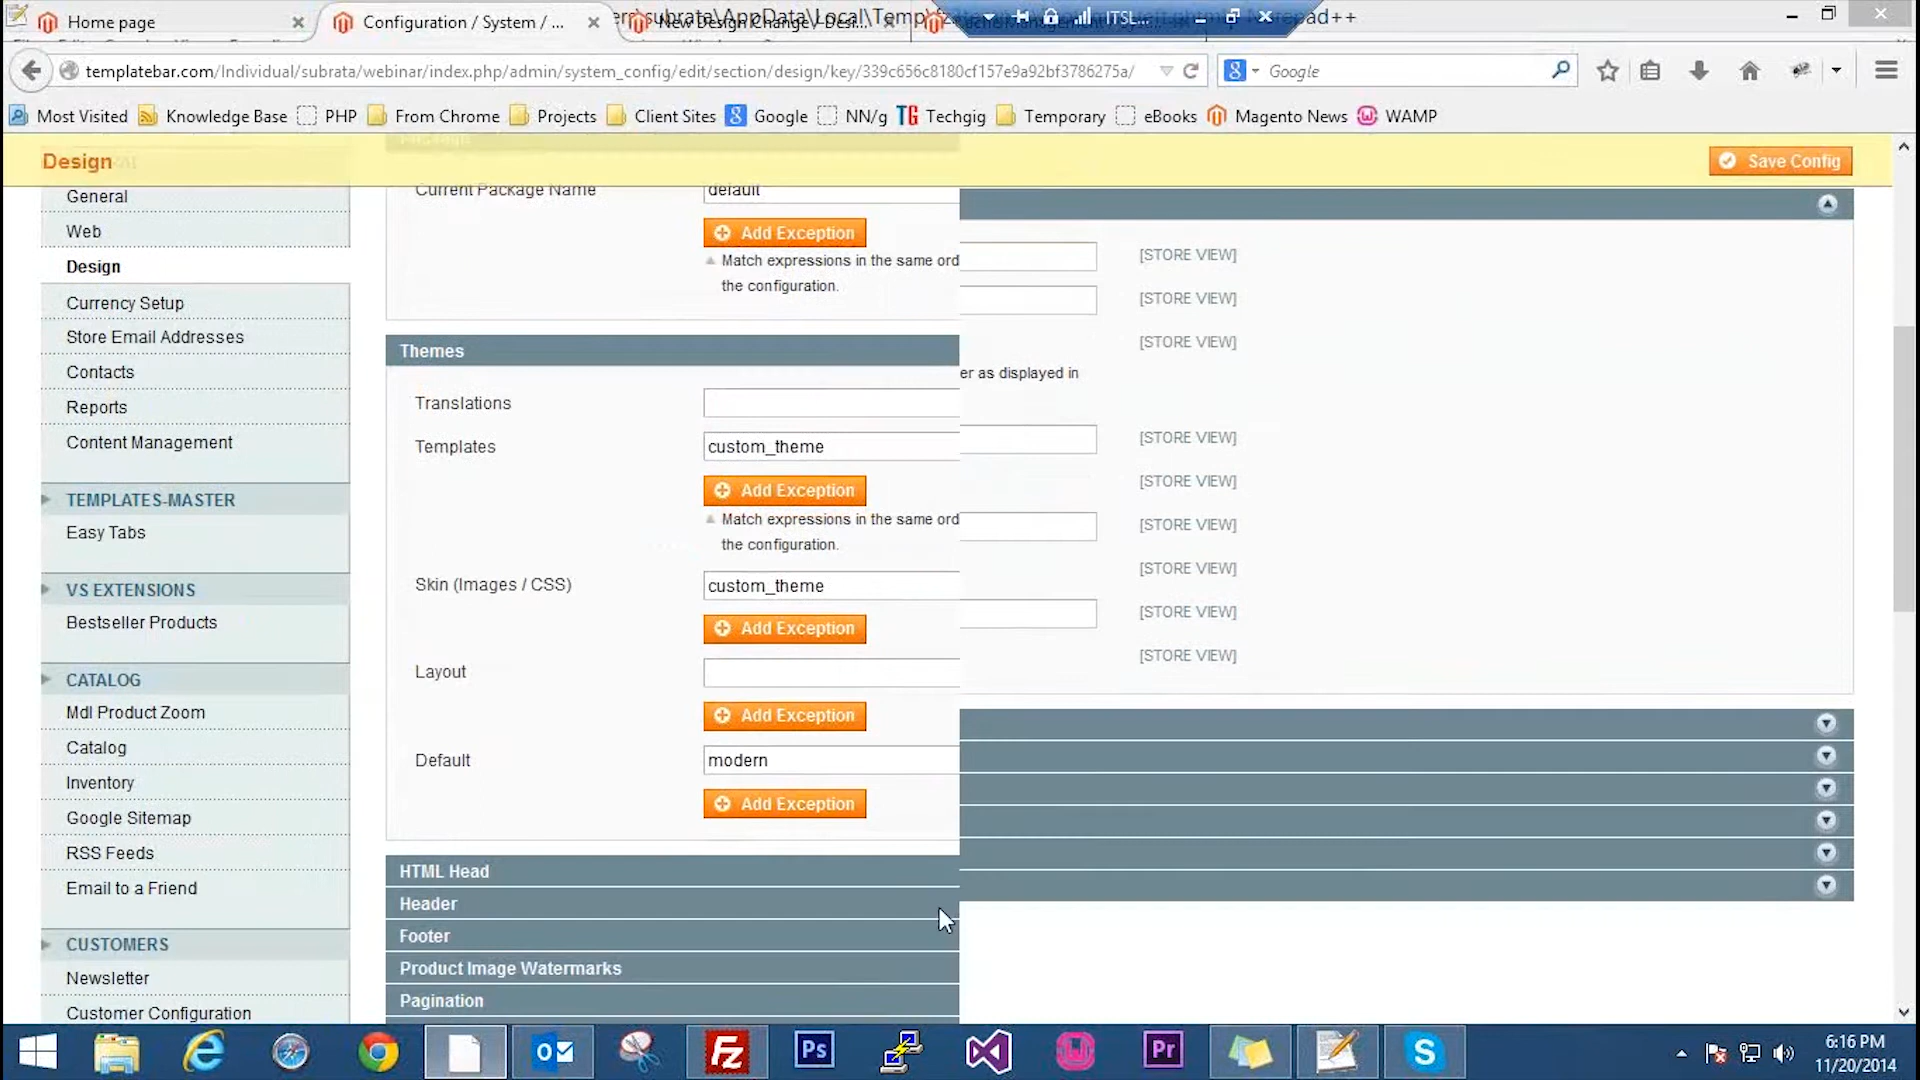 Home page
Configuration / System / ...
New Design Change / Desi...
ITSL...
templatebar.com/Individual/subrata/webinar/index.php/admin/system_config/edit/section/design/key/339c656c8180cf157e9a92bf3786275a/
Google
Most Visited
Knowledge Base
PHP
From Chrome
Projects
Client Sites
Google
NN/g
Techgig
Temporary
eBooks
Magento News
WAMP
Design
Save Config
General
Web
Design
Currency Setup
Store Email Addresses
Contacts
Reports
Content Management
TEMPLATES-MASTER
Easy Tabs
VS EXTENSIONS
Bestseller Products
CATALOG
Mdl Product Zoom
Catalog
Inventory
Google Sitemap
RSS Feeds
Email to a Friend
CUSTOMERS
Newsletter
Customer Configuration
Current Package Name
default
Add Exception
Match expressions in the same ord
the configuration.
Themes
Translations
Templates
custom_theme
Add Exception
Match expressions in the same ord
the configuration.
Skin (Images / CSS)
custom_theme
Add Exception
Layout
Add Exception
Default
modern
Add Exception
HTML Head
Header
Footer
Product Image Watermarks
Pagination
[STORE VIEW]
[STORE VIEW]
[STORE VIEW]
er as displayed in
[STORE VIEW]
[STORE VIEW]
[STORE VIEW]
[STORE VIEW]
[STORE VIEW]
[STORE VIEW]
Fz
Ps
Pr
6:16 PM
11/20/2014